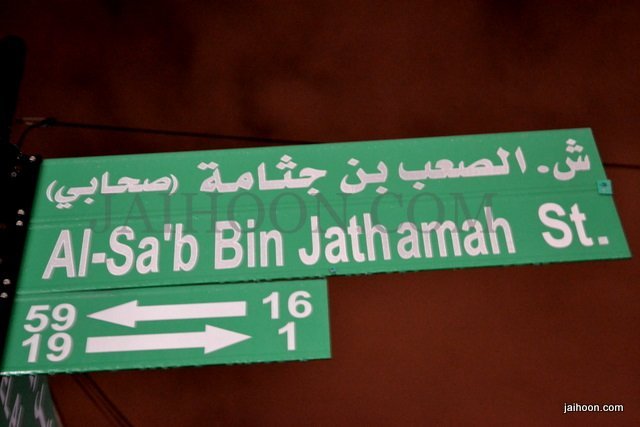 ش. الصعب بن جثامة (صحابي)
JAIHOON.COM
Al-Sa'b Bin Jathamah St.
59 ← 16
19 → 1
jaihoon.com